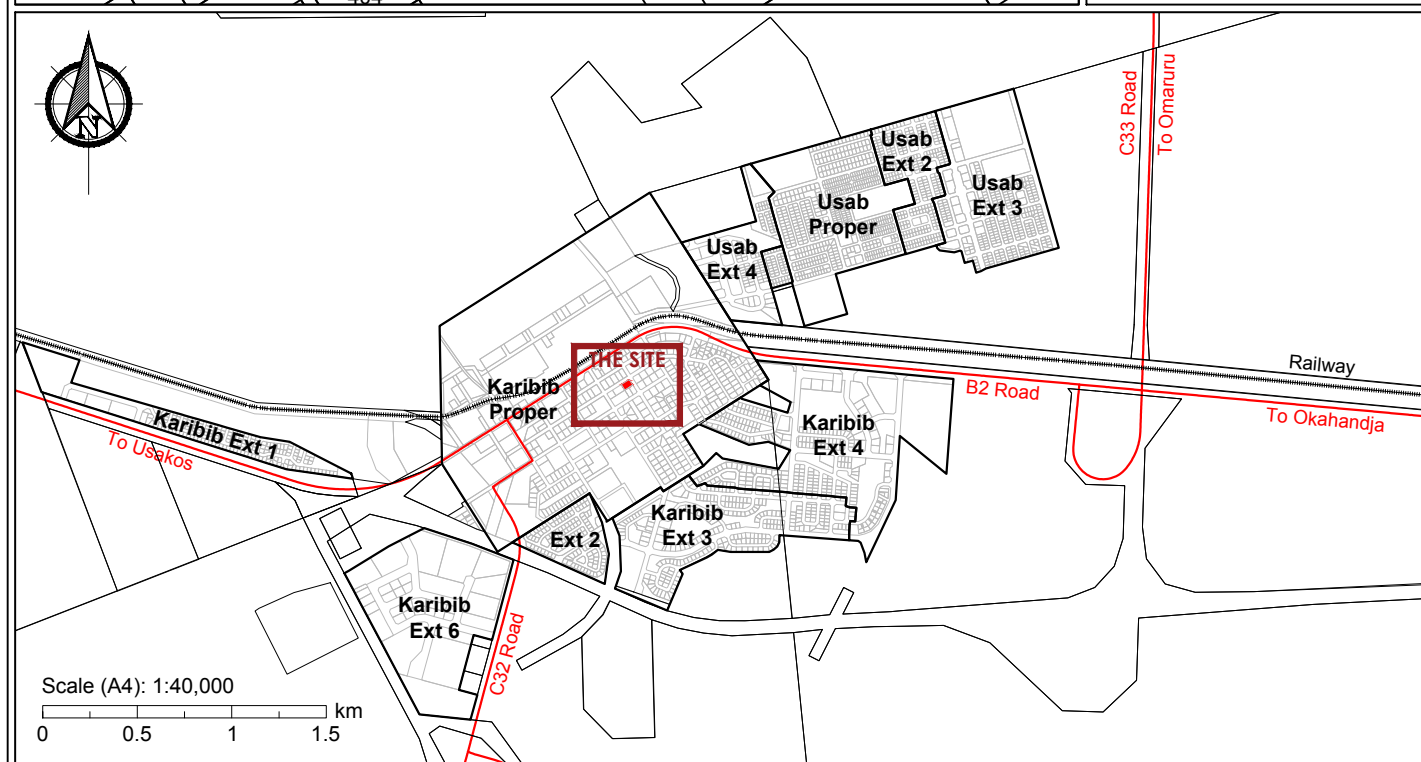 N
C33 Road
To Omaruru
Usab
Ext 2
Usab
Ext 3
Usab
Proper
Usab
Ext 4
THE SITE
Railway
Karibib
Proper
B2 Road
To Okahandja
Karibib Ext 1
To Usakos
Karibib
Ext 4
Karibib
Ext 3
Ext 2
Karibib
Ext 6
C32 Road
Scale (A4): 1:40,000
km
0 0.5 1 1.5